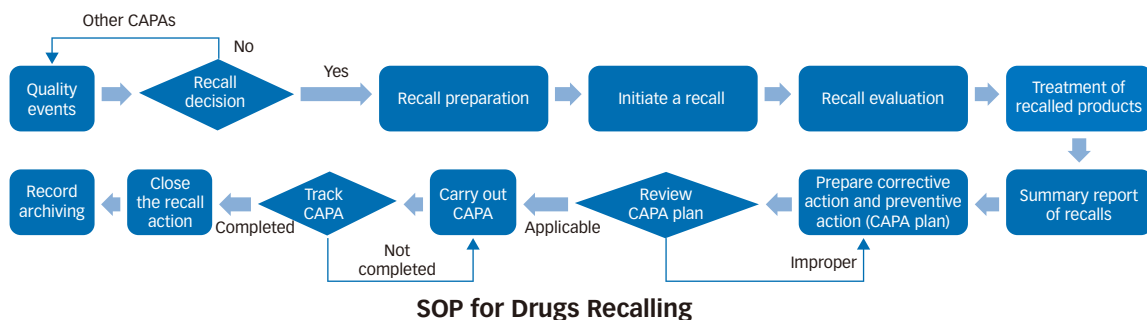 Other CAPAs
No
Quality
events
Recall
decision
Yes
Recall preparation
Initiate a recall
Recall evaluation
Treatment of
recalled products
Record
archiving
Close
the recall
action
Completed
Track
CAPA
Not
completed
Carry out
CAPA
Applicable
Review
CAPA plan
Improper
Prepare corrective
action and preventive
action (CAPA plan)
Summary report
of recalls
SOP for Drugs Recalling